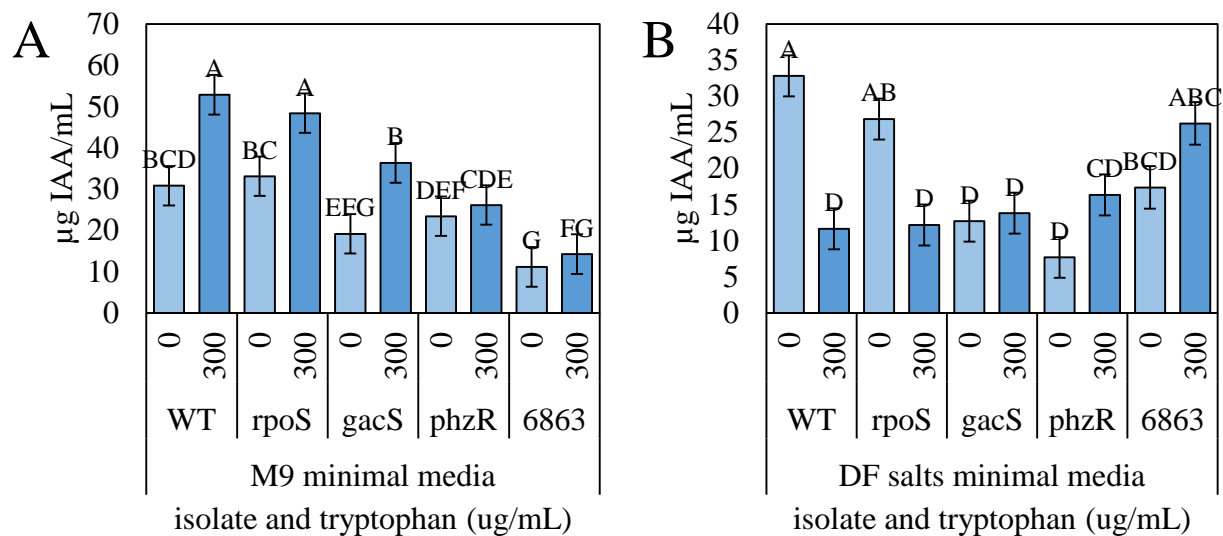 A
µg IAA/mL
70
60
50
40
30
20
10
0
BCD
A
BC
A
EFG
B
DEF
CDE
G
FG
0
300
0
300
0
300
0
300
0
300
WT
rpoS
gacS
phzR
6863
M9 minimal media
isolate and tryptophan (ug/mL)
B
µg IAA/mL
40
35
30
25
20
15
10
5
0
A
D
AB
D
D
D
D
CD
BCD
ABC
0
300
0
300
0
300
0
300
0
300
WT
rpoS
gacS
phzR
6863
DF salts minimal media
isolate and tryptophan (ug/mL)